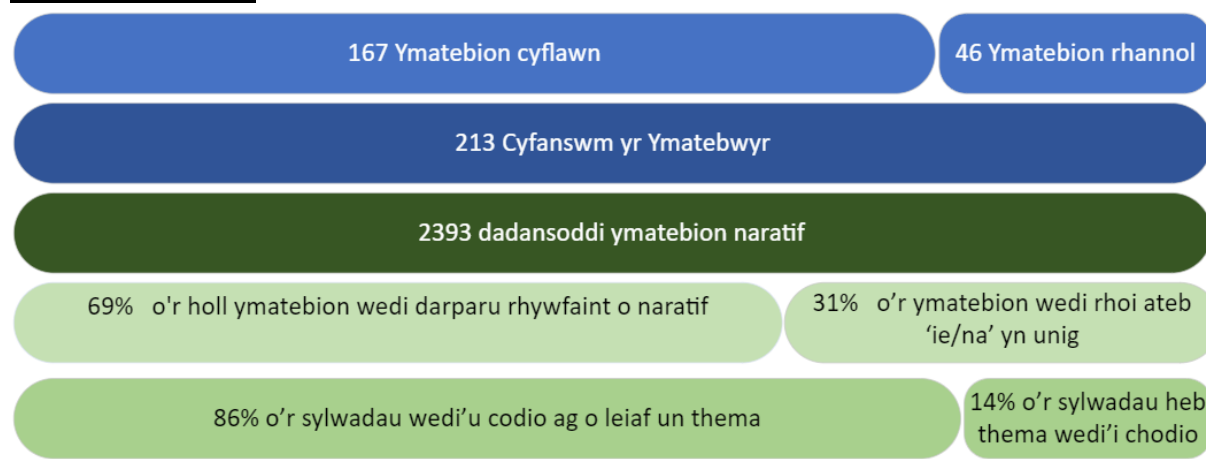 167 Ymatebion cyflawn
46 Ymatebion rhannol
213 Cyfanswm yr Ymatebwyr
2393 dadansoddi ymatebion naratif
69% o'r holl ymatebion wedi darparu rhywfaint o naratif
31% o’r ymatebion wedi rhoi ateb
‘ie/na’ yn unig
86% o’r sylwadau wedi’u codio ag o leiaf un thema
14% o’r sylwadau heb
thema wedi’i chodio